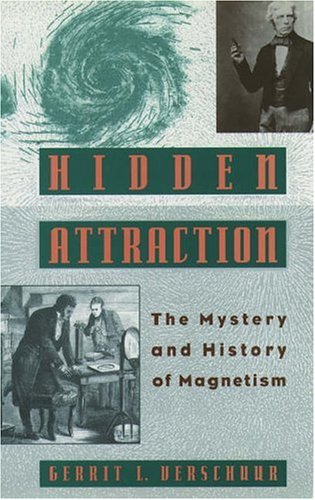 HIDDEN
ATTRACTION
The Mystery
and History
of Magnetism
GERRIT L. VERSCHUUR